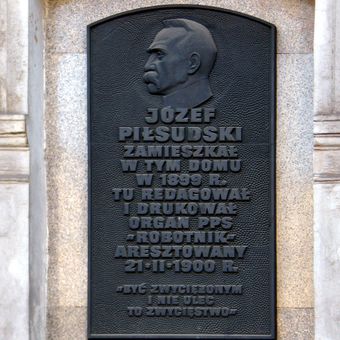 JÓZEF
PIŁSUDSKI
ZAMIESZKAŁ
W TYM DOMU
W 1899 R.
TU REDAGOWAŁ
I DRUKOWAŁ
ORGAN PPS
«ROBOTNIK»
ARESZTOWANY
21·II·1900 R.
«BYĆ ZWYCIĘŻONYM
I NIE ULEC
TO ZWYCIĘSTWO»